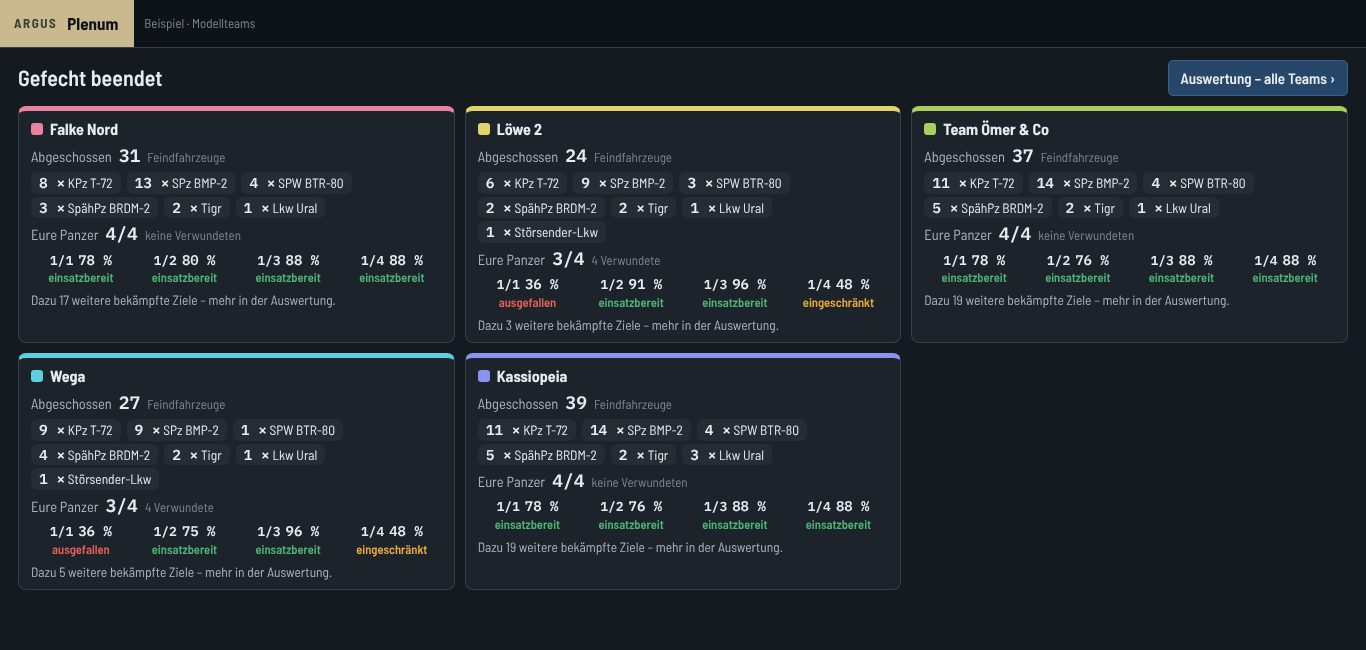 ARGUS Plenum Beispiel · Modellteams
Gefecht beendet
Auswertung – alle Teams ›
Falke Nord
Abgeschossen 31 Feindfahrzeuge
8 × KPz T-72 13 × SPz BMP-2 4 × SPW BTR-80
3 × SpähPz BRDM-2 2 × Tigr 1 × Lkw Ural
Eure Panzer 4/4 keine Verwundeten
1/1 78 % 1/2 80 % 1/3 88 % 1/4 88 %
einsatzbereit einsatzbereit einsatzbereit einsatzbereit
Dazu 17 weitere bekämpfte Ziele – mehr in der Auswertung.
Löwe 2
Abgeschossen 24 Feindfahrzeuge
6 × KPz T-72 9 × SPz BMP-2 3 × SPW BTR-80
2 × SpähPz BRDM-2 2 × Tigr 1 × Lkw Ural
1 × Störsender-Lkw
Eure Panzer 3/4 4 Verwundete
1/1 36 % 1/2 91 % 1/3 96 % 1/4 48 %
ausgefallen einsatzbereit einsatzbereit eingeschränkt
Dazu 3 weitere bekämpfte Ziele – mehr in der Auswertung.
Team Ömer & Co
Abgeschossen 37 Feindfahrzeuge
11 × KPz T-72 14 × SPz BMP-2 4 × SPW BTR-80
5 × SpähPz BRDM-2 2 × Tigr 1 × Lkw Ural
Eure Panzer 4/4 keine Verwundeten
1/1 78 % 1/2 76 % 1/3 88 % 1/4 88 %
einsatzbereit einsatzbereit einsatzbereit einsatzbereit
Dazu 19 weitere bekämpfte Ziele – mehr in der Auswertung.
Wega
Abgeschossen 27 Feindfahrzeuge
9 × KPz T-72 9 × SPz BMP-2 1 × SPW BTR-80
4 × SpähPz BRDM-2 2 × Tigr 1 × Lkw Ural
1 × Störsender-Lkw
Eure Panzer 3/4 4 Verwundete
1/1 36 % 1/2 75 % 1/3 96 % 1/4 48 %
ausgefallen einsatzbereit einsatzbereit eingeschränkt
Dazu 5 weitere bekämpfte Ziele – mehr in der Auswertung.
Kassiopeia
Abgeschossen 39 Feindfahrzeuge
11 × KPz T-72 14 × SPz BMP-2 4 × SPW BTR-80
5 × SpähPz BRDM-2 2 × Tigr 3 × Lkw Ural
Eure Panzer 4/4 keine Verwundeten
1/1 78 % 1/2 76 % 1/3 88 % 1/4 88 %
einsatzbereit einsatzbereit einsatzbereit einsatzbereit
Dazu 19 weitere bekämpfte Ziele – mehr in der Auswertung.